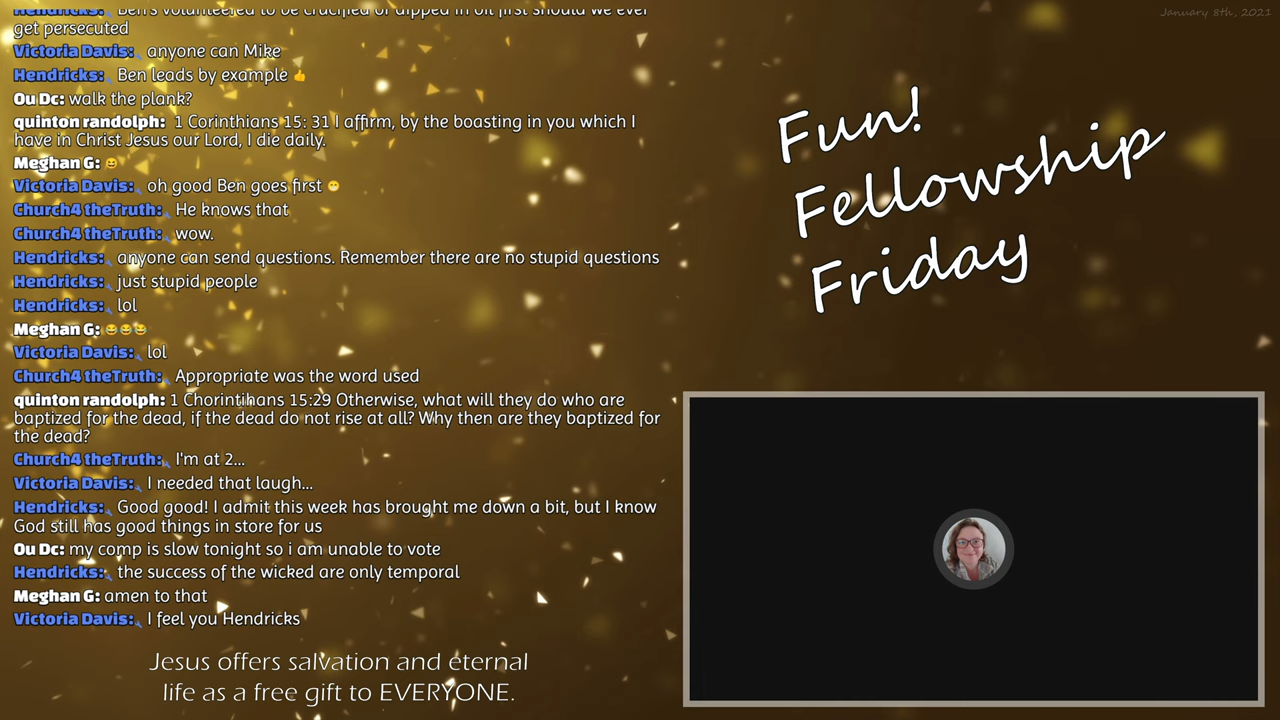 Hendricks: Ben's volunteered to be crucified or dipped in oil first should we ever
get persecuted
Victoria Davis: anyone can Mike
Hendricks: Ben leads by example 👍
Ou Dc: walk the plank?
quinton randolph: 1 Corinthians 15: 31 I affirm, by the boasting in you which I
have in Christ Jesus our Lord, I die daily.
Meghan G: 😄
Victoria Davis: oh good Ben goes first 😁
Church4 theTruth: He knows that
Church4 theTruth: wow.
Hendricks: anyone can send questions. Remember there are no stupid questions
Hendricks: just stupid people
Hendricks: lol
Meghan G: 😂😂😂
Victoria Davis: lol
Church4 theTruth: Appropriate was the word used
quinton randolph: 1 Chorintihans 15:29 Otherwise, what will they do who are
baptized for the dead, if the dead do not rise at all? Why then are they baptized for
the dead?
Church4 theTruth: I'm at 2...
Victoria Davis: I needed that laugh...
Hendricks: Good good! I admit this week has brought me down a bit, but I know
God still has good things in store for us
Ou Dc: my comp is slow tonight so i am unable to vote
Hendricks: the success of the wicked are only temporal
Meghan G: amen to that
Victoria Davis: I feel you Hendricks
Jesus offers salvation and eternal
life as a free gift to EVERYONE.
January 8th, 2021
Fun!
Fellowship
Friday